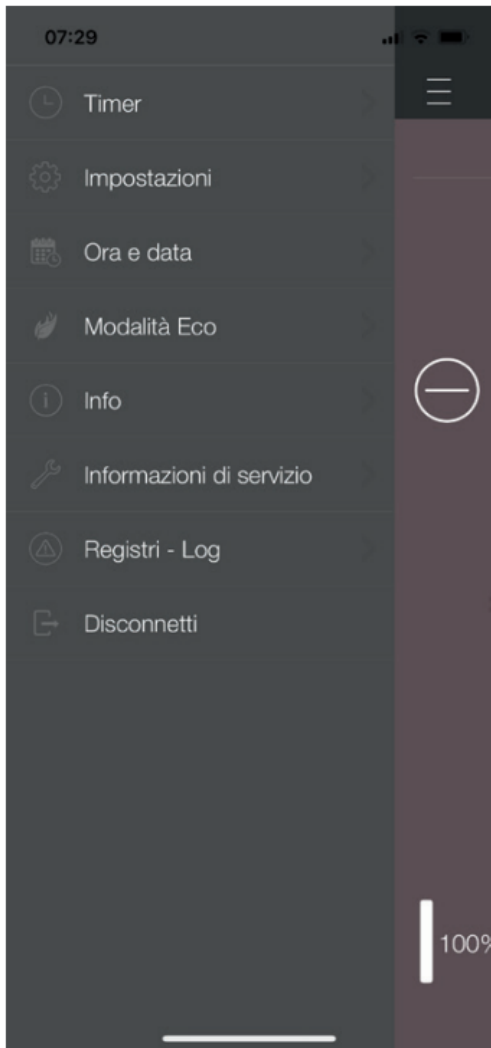 07:29
Timer
Impostazioni
Ora e data
Modalità Eco
Info
Informazioni di servizio
Registri - Log
Disconnetti
100%